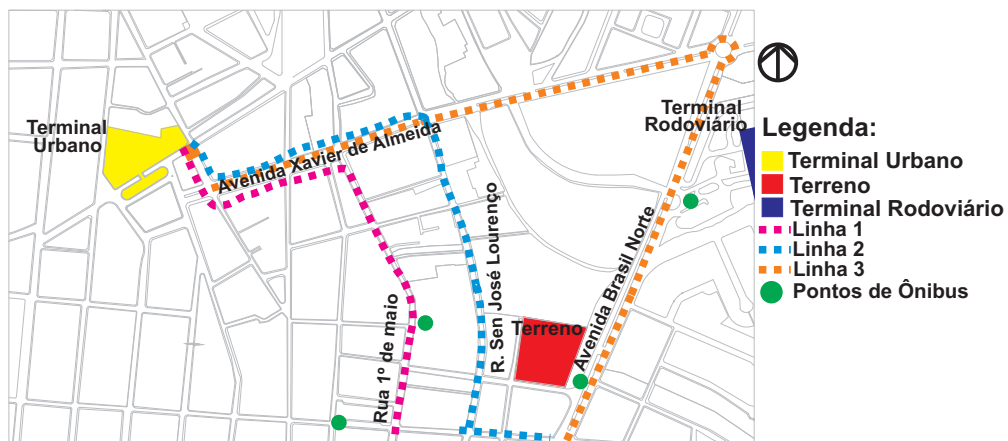 Terminal
Urbano
Avenida Xavier de Almeida
Terminal
Rodoviário
Rua 1º de maio
R. Sen José Lourenço
Terreno
Avenida Brasil Norte
Legenda:
Terminal Urbano
Terreno
Terminal Rodoviário
Linha 1
Linha 2
Linha 3
Pontos de Ônibus